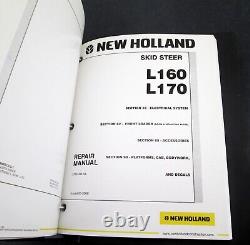 NEW HOLLAND
SKID STEER
L160
L170
SECTION 55 - ELECTRICAL SYSTEM
SECTION 82 - FRONT LOADER
SECTION 88 - ACCESSORIES
REPAIR
MANUAL
SECTION 90 - PLATFORMS, CAB, BODYWORK,
AND DECALS
NEW HOLLAND